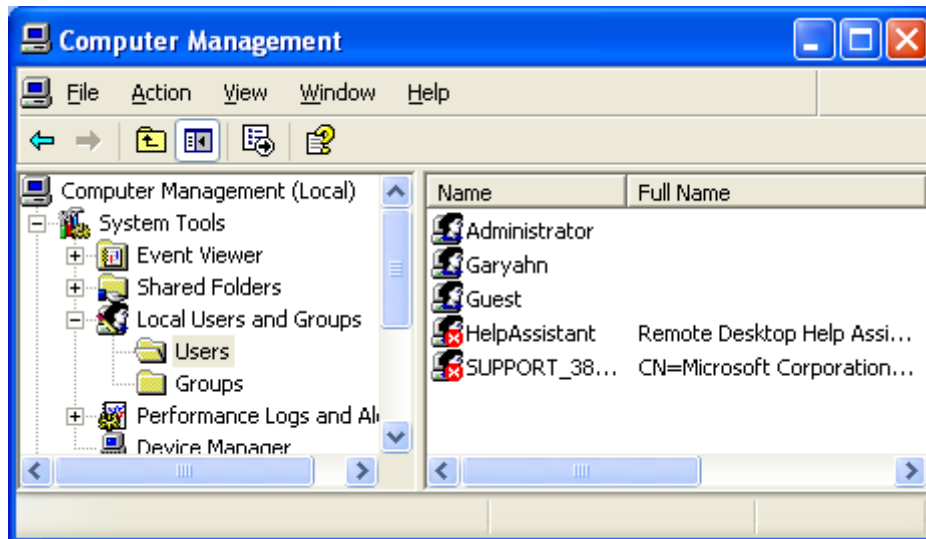 Computer Management
File Action View Window Help
Computer Management (Local)
System Tools
Event Viewer
Shared Folders
Local Users and Groups
Users
Groups
Performance Logs and Al
Device Manager
Name Full Name
Administrator
Garyahn
Guest
HelpAssistant Remote Desktop Help Assi...
SUPPORT_38... CN=Microsoft Corporation...